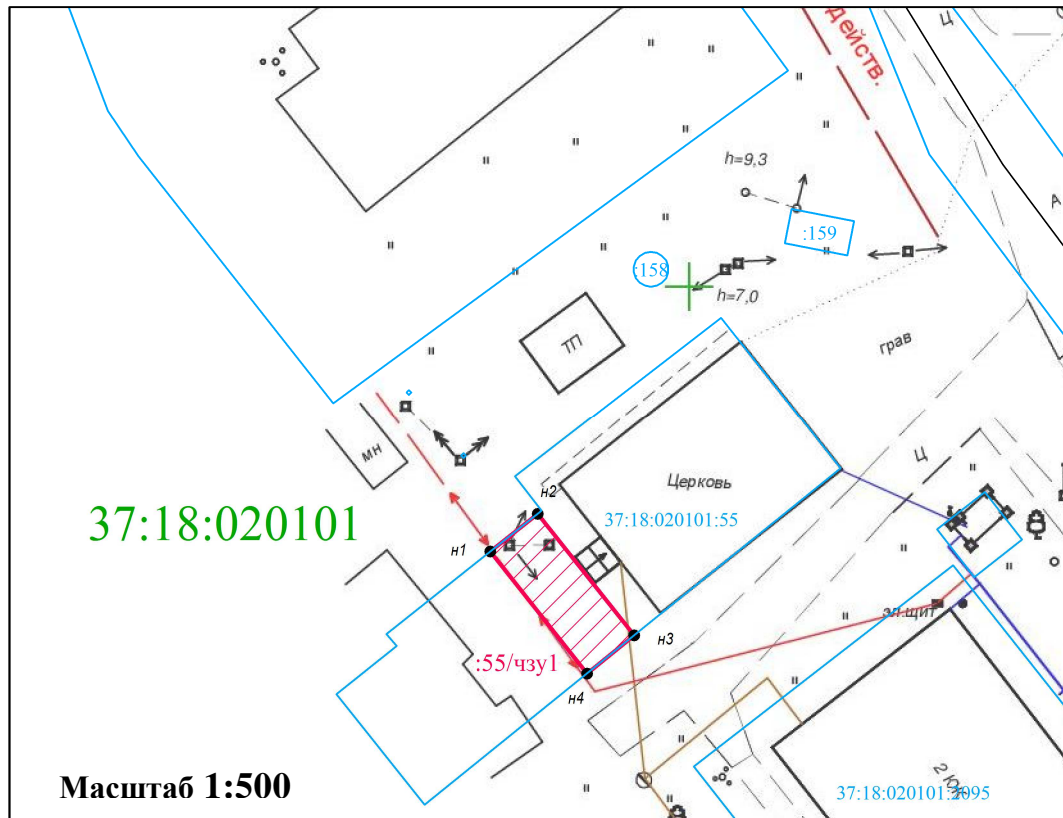 Ц
действ.
А
h=9,3
:159
:158
h=7,0
ТП
грав
мн
Ц
Церковь
н2
37:18:020101:55
37:18:020101
н1
эл.щит
н3
:55/чзу1
н4
Масштаб 1:500
37:18:020101:2095